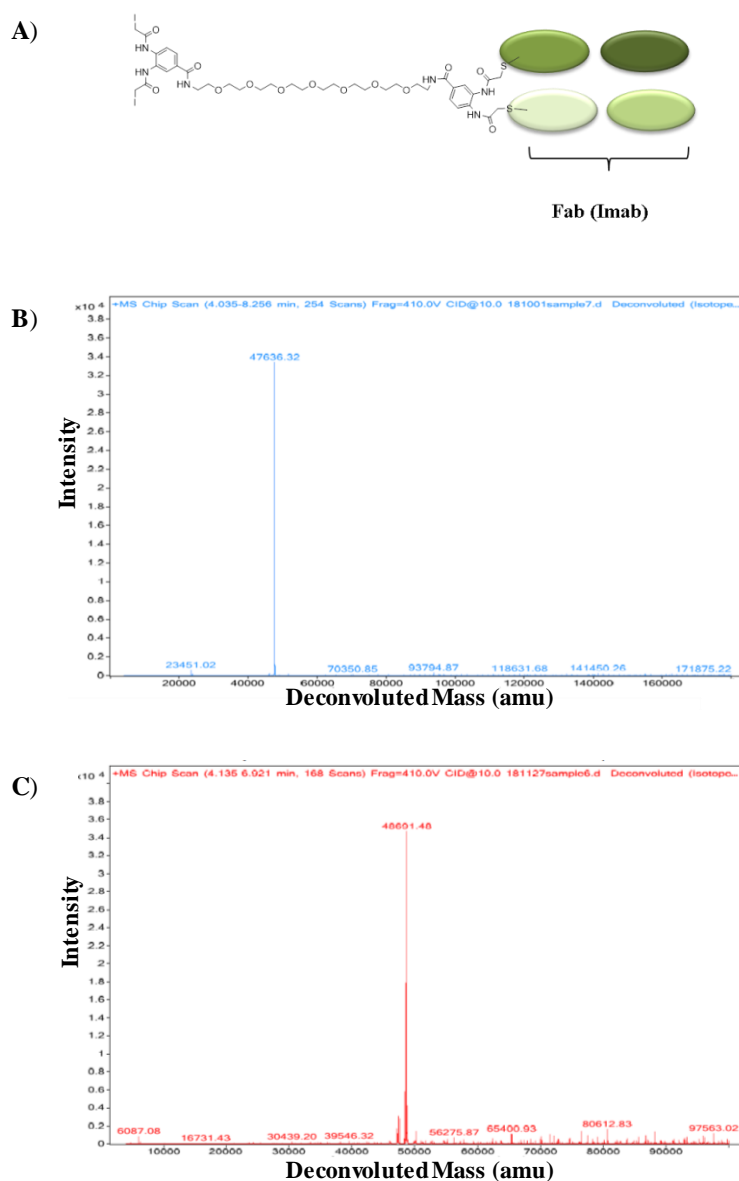 A)
I
O
NH
NH
O
I
O
NH
O
O
O
O
O
O
O
NH
O
O
S
NH
HN
S
O
Fab (Imab)
B)
x10 4
+MS Chip Scan (4.035-8.256 min, 254 Scans) Frag=410.0V CID@10.0 181001sample7.d Deconvoluted (Isotope...
3.8
3.6
3.4
3.2
3
2.8
2.6
2.4
2.2
2
1.8
1.6
1.4
1.2
1
0.8
0.6
0.4
0.2
0
47636.32
23451.02 70350.85 93794.87 118631.68 141450.26 171875.22
20000 40000 60000 80000 100000 120000 140000 160000
Intensity
Deconvoluted Mass (amu)
C)
x10 4
+MS Chip Scan (4.135 6.921 min, 168 Scans) Frag=410.0V CID@10.0 181127sample6.d Deconvoluted (Isotope...
3.8
3.6
3.4
3.2
3
2.8
2.6
2.4
2.2
2
1.8
1.6
1.4
1.2
1
0.8
0.6
0.4
0.2
0
48691.48
6087.08 16731.43 30439.20 39546.32 56275.87 65400.93 80612.83 97563.02
10000 20000 30000 40000 50000 60000 70000 80000 90000
Intensity
Deconvoluted Mass (amu)